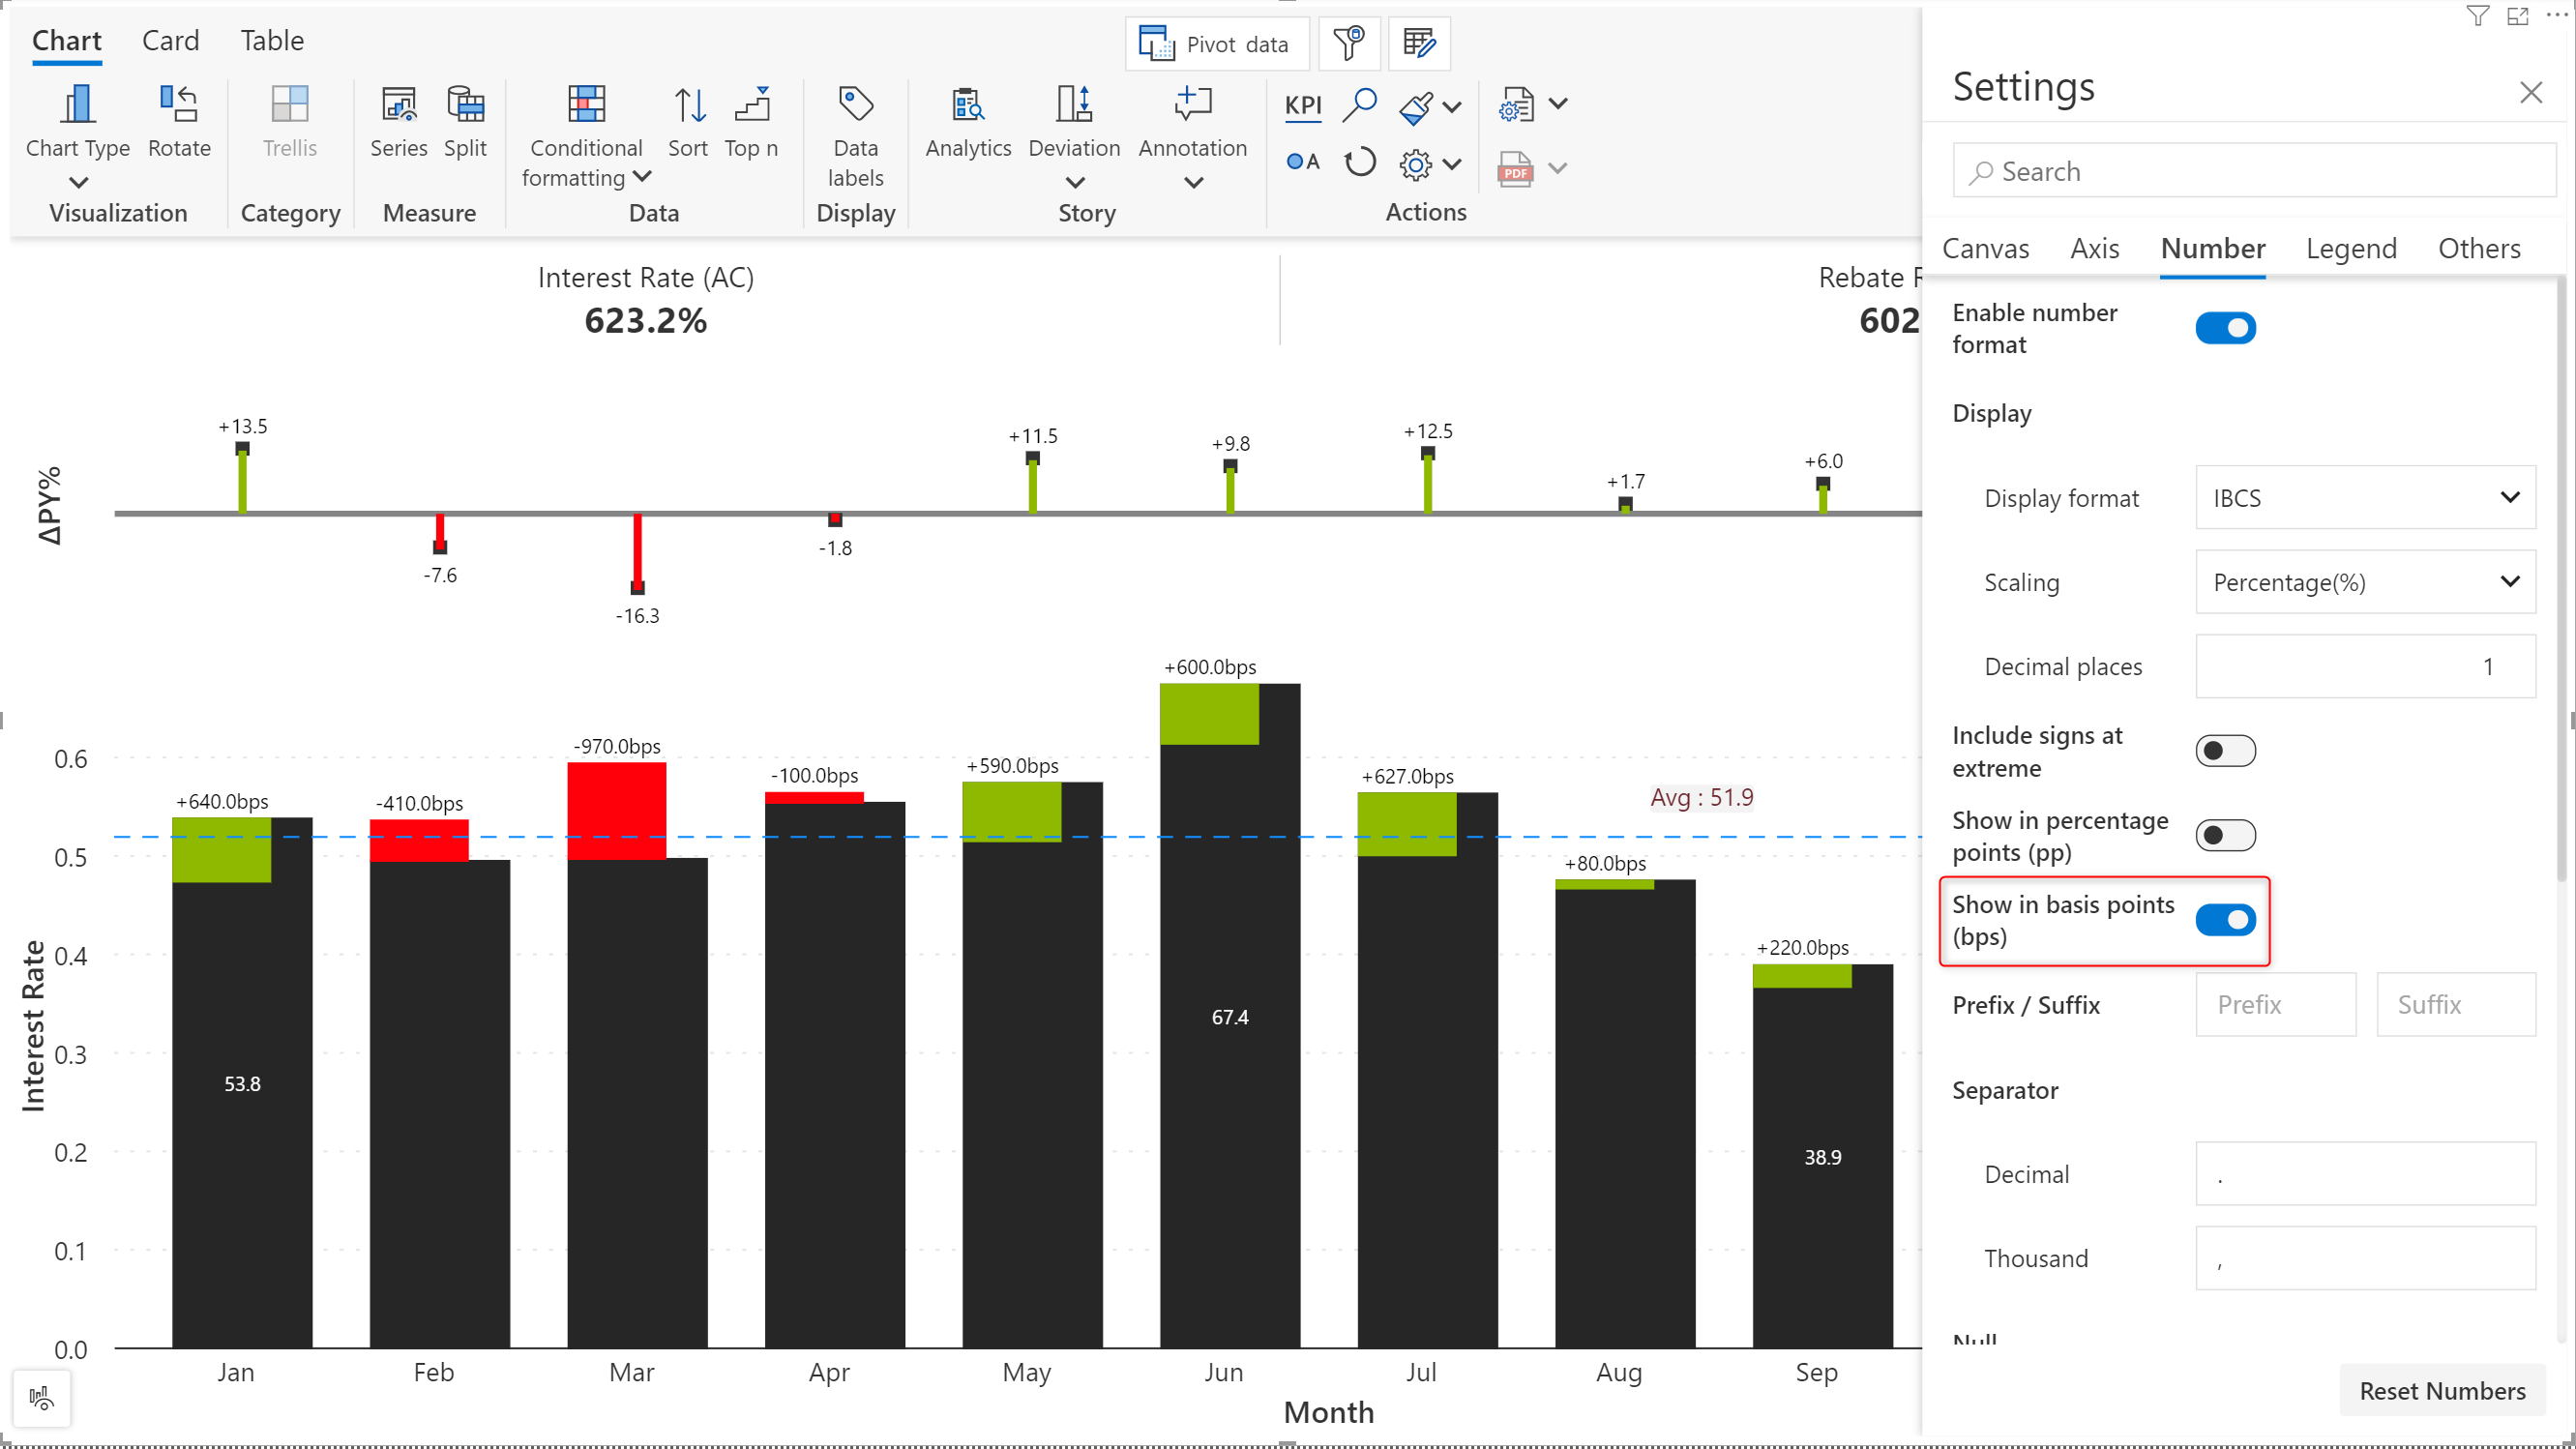 Chart Card Table
Pivot data
Chart Type Rotate Trellis Series Split Conditional formatting Sort Top n Data labels Analytics Deviation Annotation KPI
A
PDF
Visualization Category Measure Data Display Story Actions
Interest Rate (AC)
623.2%
Rebate
602
ΔPY%
+13.5
-7.6
-16.3
-1.8
+11.5
+9.8
+12.5
+1.7
+6.0
Interest Rate
0.6
0.5
0.4
0.3
0.2
0.1
0.0
+640.0bps
-410.0bps
-970.0bps
-100.0bps
+590.0bps
+600.0bps
+627.0bps
+80.0bps
+220.0bps
Avg : 51.9
53.8
67.4
38.9
Jan Feb Mar Apr May Jun Jul Aug Sep
Month
Settings
Search
Canvas Axis Number Legend Others
Enable number
format
Display
Display format IBCS
Scaling Percentage(%)
Decimal places 1
Include signs at
extreme
Show in percentage
points (pp)
Show in basis points
(bps)
Prefix / Suffix Prefix Suffix
Separator
Decimal .
Thousand ,
Null
Reset Numbers